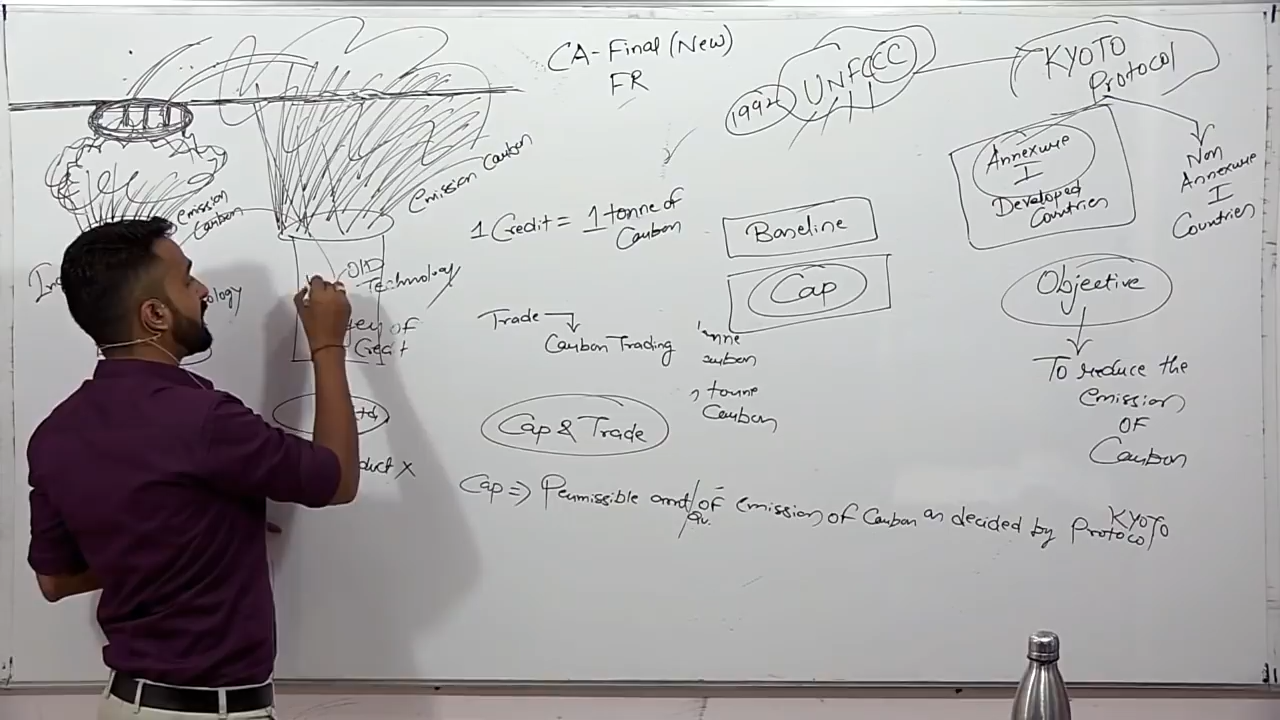 CA-Final (New)
FR
1992
UNFCCC
KYOTO
Protocol
Annexure
I
Developed
Countries
Non
Annexure
I
Countries
Emission
Carbon
Emission Carbon
OLD
Technology
1 Credit = 1 tonne of
Carbon
Baseline
Cap
Objective
To reduce the
emission
OF
Carbon
Trade
Carbon Trading
tonne
Carbon
Cap & Trade
Cap ⇒ Permissible amt/Qu. of emission of Carbon as decided by KYOTO
Protocol